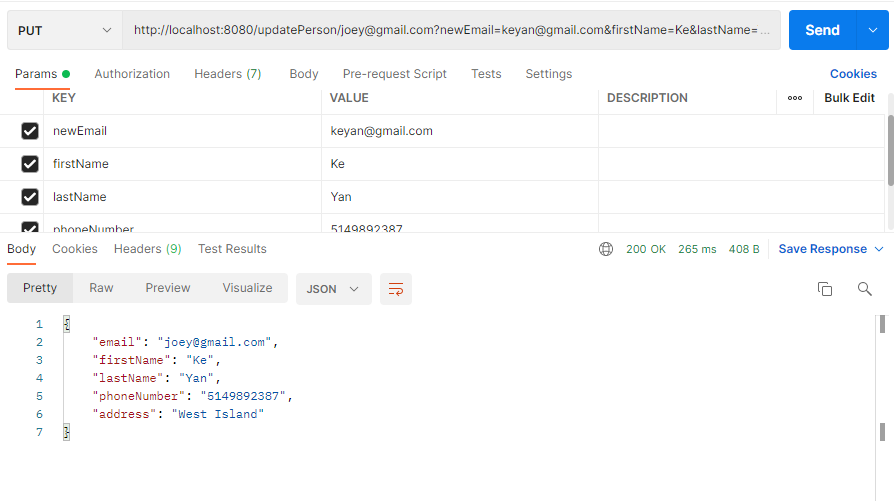 PUT http://localhost:8080/updatePerson/joey@gmail.com?newEmail=keyan@gmail.com&firstName=Ke&lastName= ... Send
Params Authorization Headers (7) Body Pre-request Script Tests Settings Cookies
KEY VALUE DESCRIPTION ooo Bulk Edit
newEmail keyan@gmail.com
firstName Ke
lastName Yan
phoneNumber 5149892387
Body Cookies Headers (9) Test Results 200 OK 265 ms 408 B Save Response
Pretty Raw Preview Visualize JSON
1 {
2 "email": "joey@gmail.com",
3 "firstName": "Ke",
4 "lastName": "Yan",
5 "phoneNumber": "5149892387",
6 "address": "West Island"
7 }